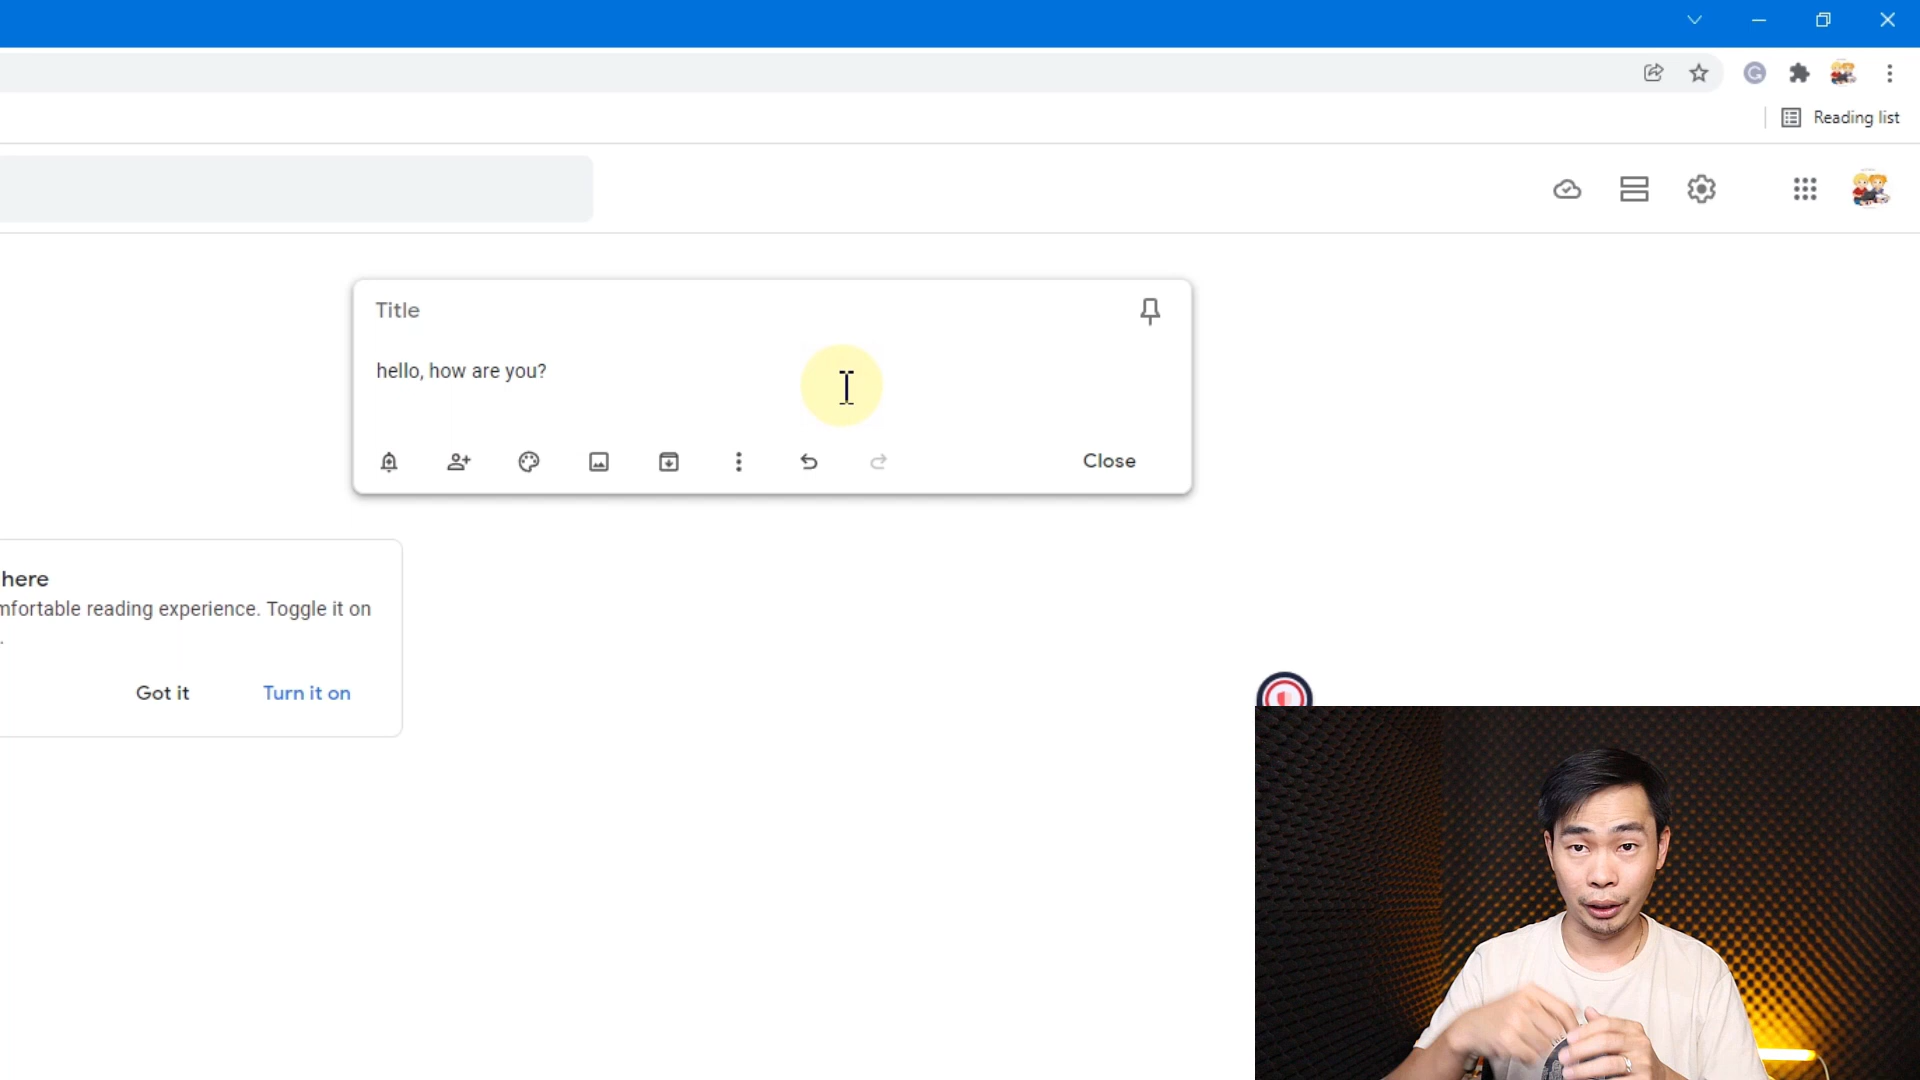 Reading list
Title
hello, how are you?
Close
here
mfortable reading experience. Toggle it on
.
Got it
Turn it on